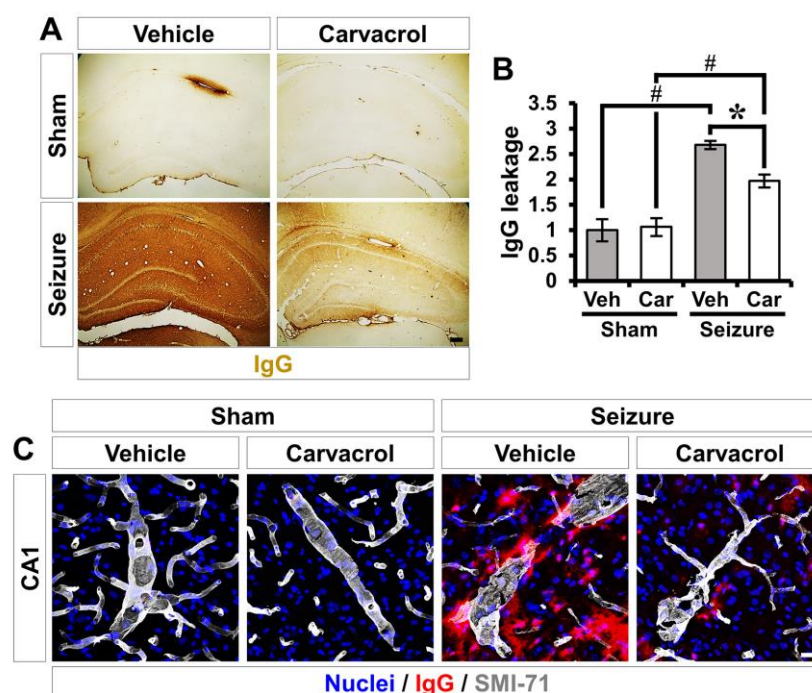 A
Vehicle Carvacrol
Sham
Seizure
IgG
B
# #
*
IgG leakage
3.5
3
2.5
2
1.5
1
0.5
0
Veh Car Veh Car
Sham Seizure
C
Sham Seizure
Vehicle Carvacrol Vehicle Carvacrol
CA1
Nuclei / IgG / SMI-71